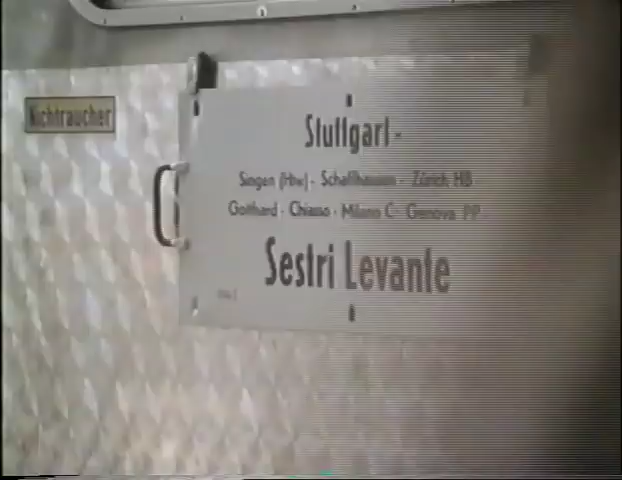 Nichtraucher
Stuttgart -
Singen (Htw) - Schaffhausen - Zürich HB
Gotthard - Chiasso - Milano C - Genova PP
Sestri Levante